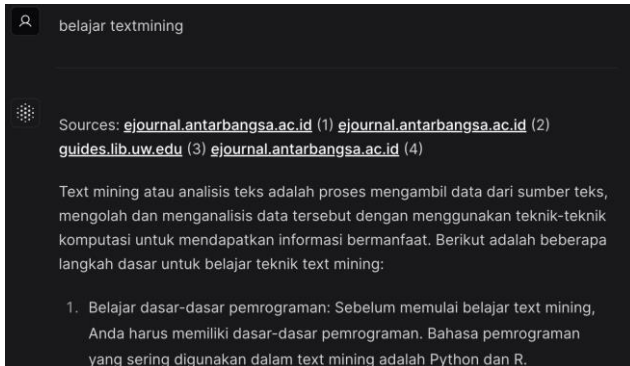 belajar textmining
Sources: ejournal.antarbangsa.ac.id (1) ejournal.antarbangsa.ac.id (2)
guides.lib.uw.edu (3) ejournal.antarbangsa.ac.id (4)
Text mining atau analisis teks adalah proses mengambil data dari sumber teks,
mengolah dan menganalisis data tersebut dengan menggunakan teknik-teknik
komputasi untuk mendapatkan informasi bermanfaat. Berikut adalah beberapa
langkah dasar untuk belajar teknik text mining:
1. Belajar dasar-dasar pemrograman: Sebelum memulai belajar text mining,
Anda harus memiliki dasar-dasar pemrograman. Bahasa pemrograman
yang sering digunakan dalam text mining adalah Python dan R.